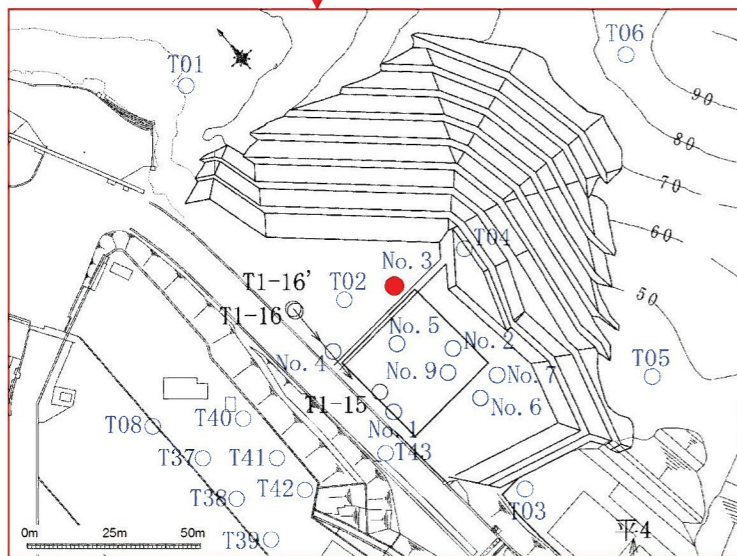 T06
T01
90
80
70
60
T04
No.3
T1-16'
T02
50
T1-16
No.5
No.4
No.2
No.9
No.7
T05
T1-15
No.6
T40
No.1
T08
T43
T37
T41
T38
T42
T03
0m
25m
50m
T39
平4